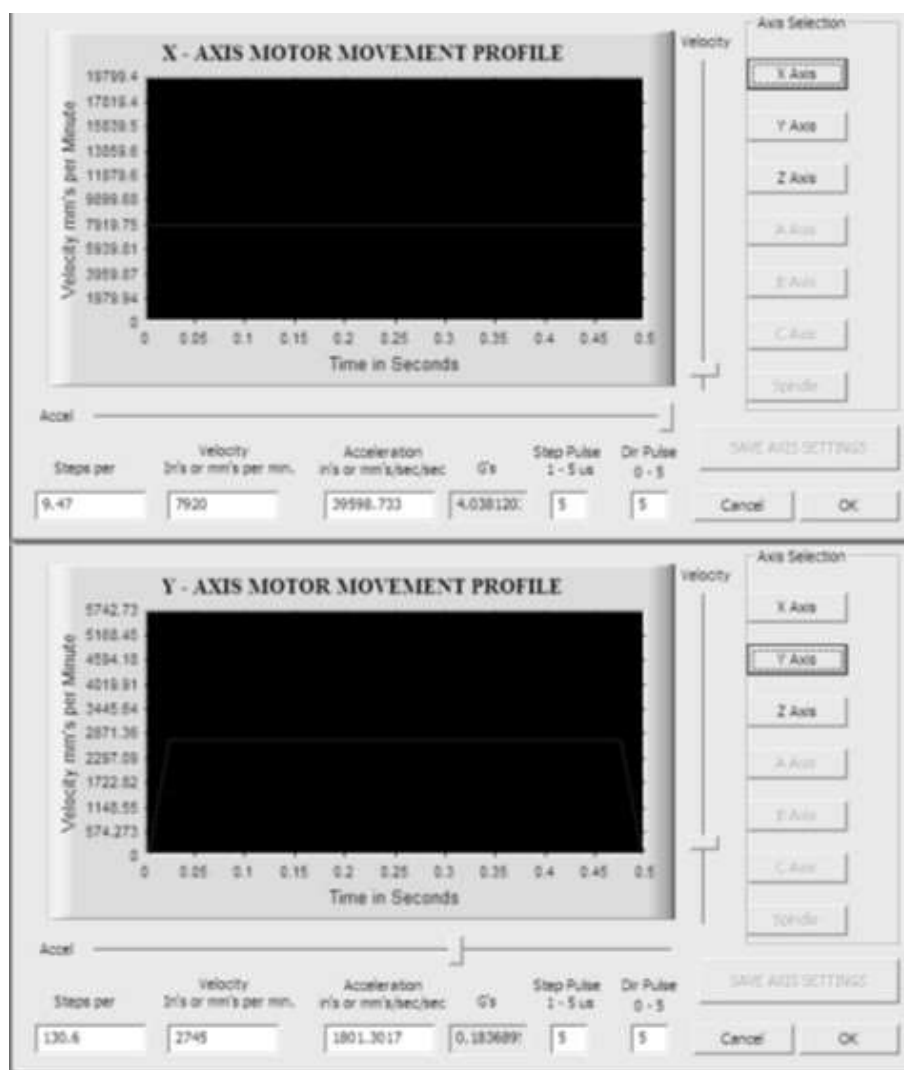 Axis Selection
X - AXIS MOTOR MOVEMENT PROFILE
Velocity
X Axis
Y Axis
Z Axis
A Axis
B Axis
C Axis
Spindle
Velocity mm's per Minute
19799.4
17819.4
15839.5
13859.6
11879.6
9899.68
7919.75
5939.81
3959.87
1979.94
0
0 0.05 0.1 0.15 0.2 0.25 0.3 0.35 0.4 0.45 0.5
Time in Seconds
Accel
Steps per
Velocity
In's or mm's per min.
Acceleration
in's or mm's/sec/sec
G's
Step Pulse
1 - 5 us
Dir Pulse
0 - 5
SAVE AXIS SETTINGS
9.47 7920 39598.733 4.038120 5 5
Cancel OK
Axis Selection
Y - AXIS MOTOR MOVEMENT PROFILE
Velocity
X Axis
Y Axis
Z Axis
A Axis
B Axis
C Axis
Spindle
Velocity mm's per Minute
5742.73
5168.45
4594.18
4019.91
3445.64
2871.36
2297.09
1722.82
1148.55
574.273
0
0 0.05 0.1 0.15 0.2 0.25 0.3 0.35 0.4 0.45 0.5
Time in Seconds
Accel
Steps per
Velocity
In's or mm's per min.
Acceleration
in's or mm's/sec/sec
G's
Step Pulse
1 - 5 us
Dir Pulse
0 - 5
SAVE AXIS SETTINGS
130.6 2745 1801.3017 0.183689 5 5
Cancel OK